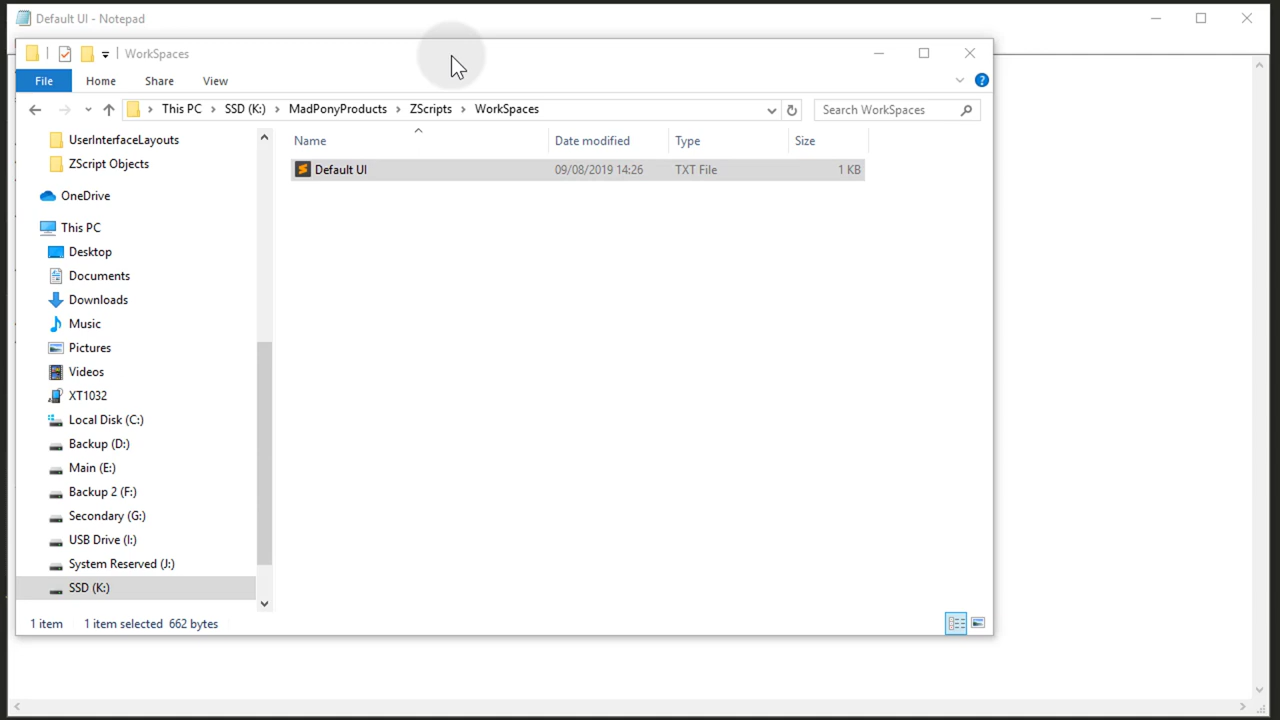 Default UI - Notepad
WorkSpaces
File Home Share View
This PC SSD (K:) MadPonyProducts ZScripts WorkSpaces
Search WorkSpaces
Name Date modified Type Size
Default UI 09/08/2019 14:26 TXT File 1 KB
UserInterfaceLayouts
ZScript Objects
OneDrive
This PC
Desktop
Documents
Downloads
Music
Pictures
Videos
XT1032
Local Disk (C:)
Backup (D:)
Main (E:)
Backup 2 (F:)
Secondary (G:)
USB Drive (I:)
System Reserved (J:)
SSD (K:)
1 item 1 item selected 662 bytes